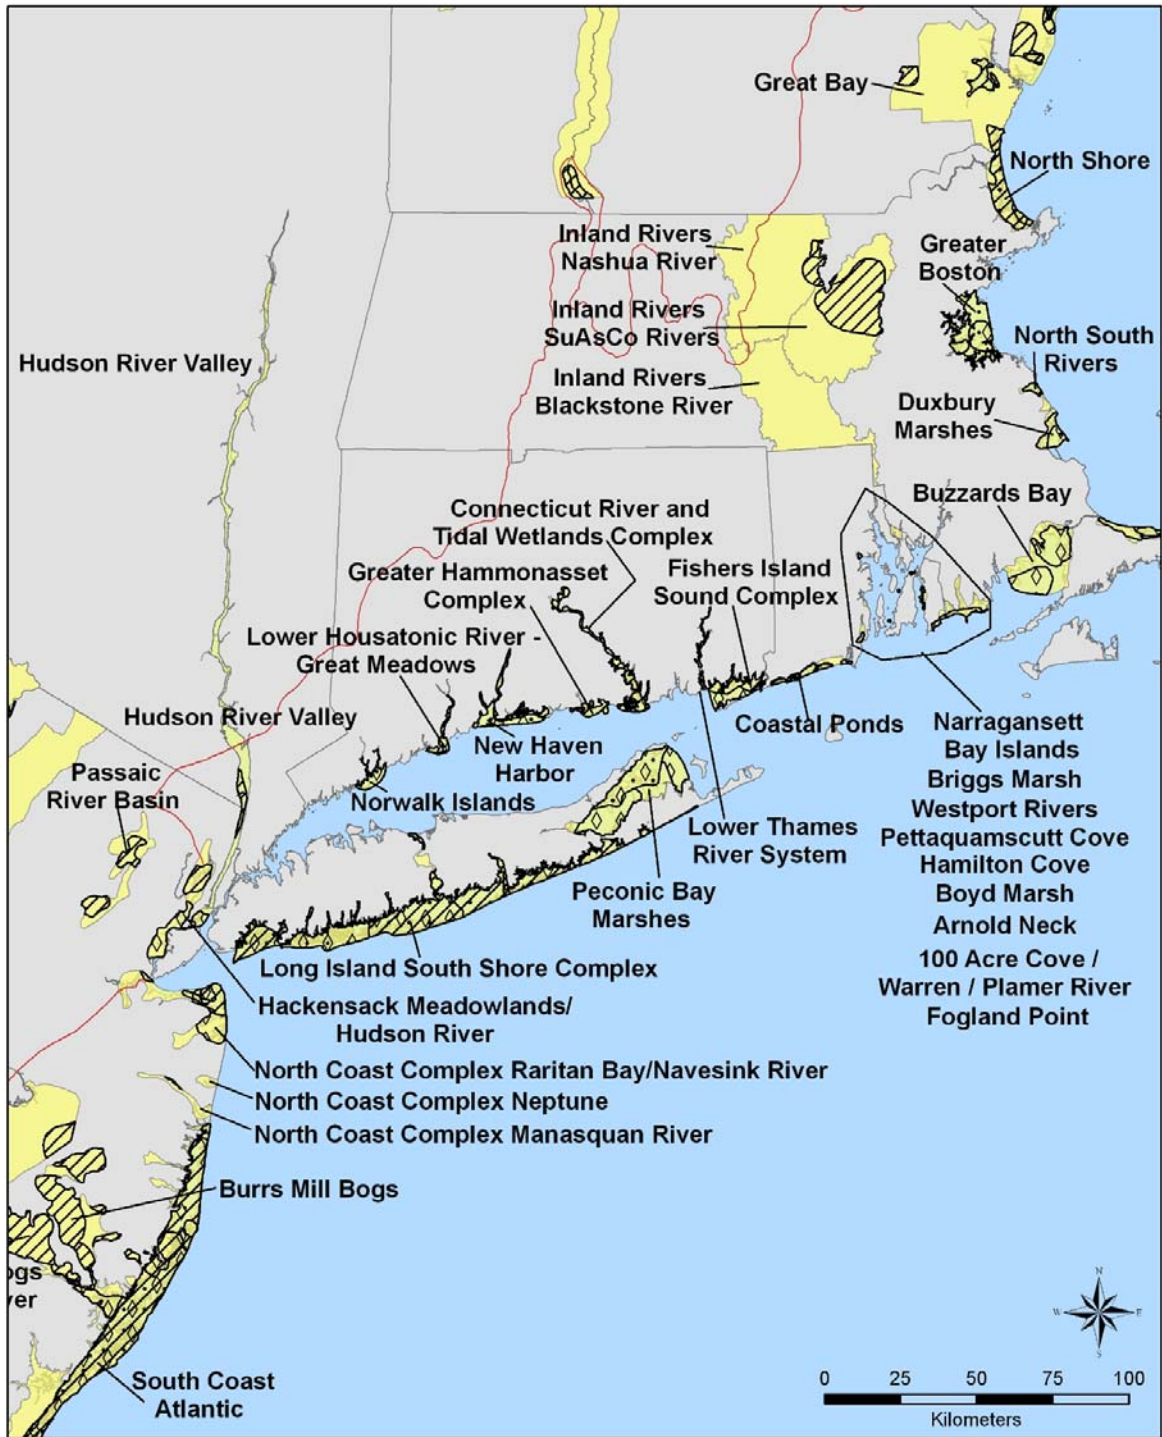 Great Bay
North Shore
Inland Rivers
Nashua River
Greater
Boston
Inland Rivers
SuAsCo Rivers
North South
Rivers
Hudson River Valley
Inland Rivers
Blackstone River
Duxbury
Marshes
Buzzards Bay
Connecticut River and
Tidal Wetlands Complex
Greater Hammonasset
Complex
Fishers Island
Sound Complex
Lower Housatonic River -
Great Meadows
Hudson River Valley
New Haven
Harbor
Coastal Ponds
Narragansett
Bay Islands
Briggs Marsh
Westport Rivers
Pettaquamscutt Cove
Hamilton Cove
Boyd Marsh
Arnold Neck
100 Acre Cove /
Warren / Plamer River
Fogland Point
Passaic
River Basin
Norwalk Islands
Lower Thames
River System
Peconic Bay
Marshes
Long Island South Shore Complex
Hackensack Meadowlands/
Hudson River
North Coast Complex Raritan Bay/Navesink River
North Coast Complex Neptune
North Coast Complex Manasquan River
Burrs Mill Bogs
ogs
ver
South Coast
Atlantic
N
W E
S
0 25 50 75 100
Kilometers